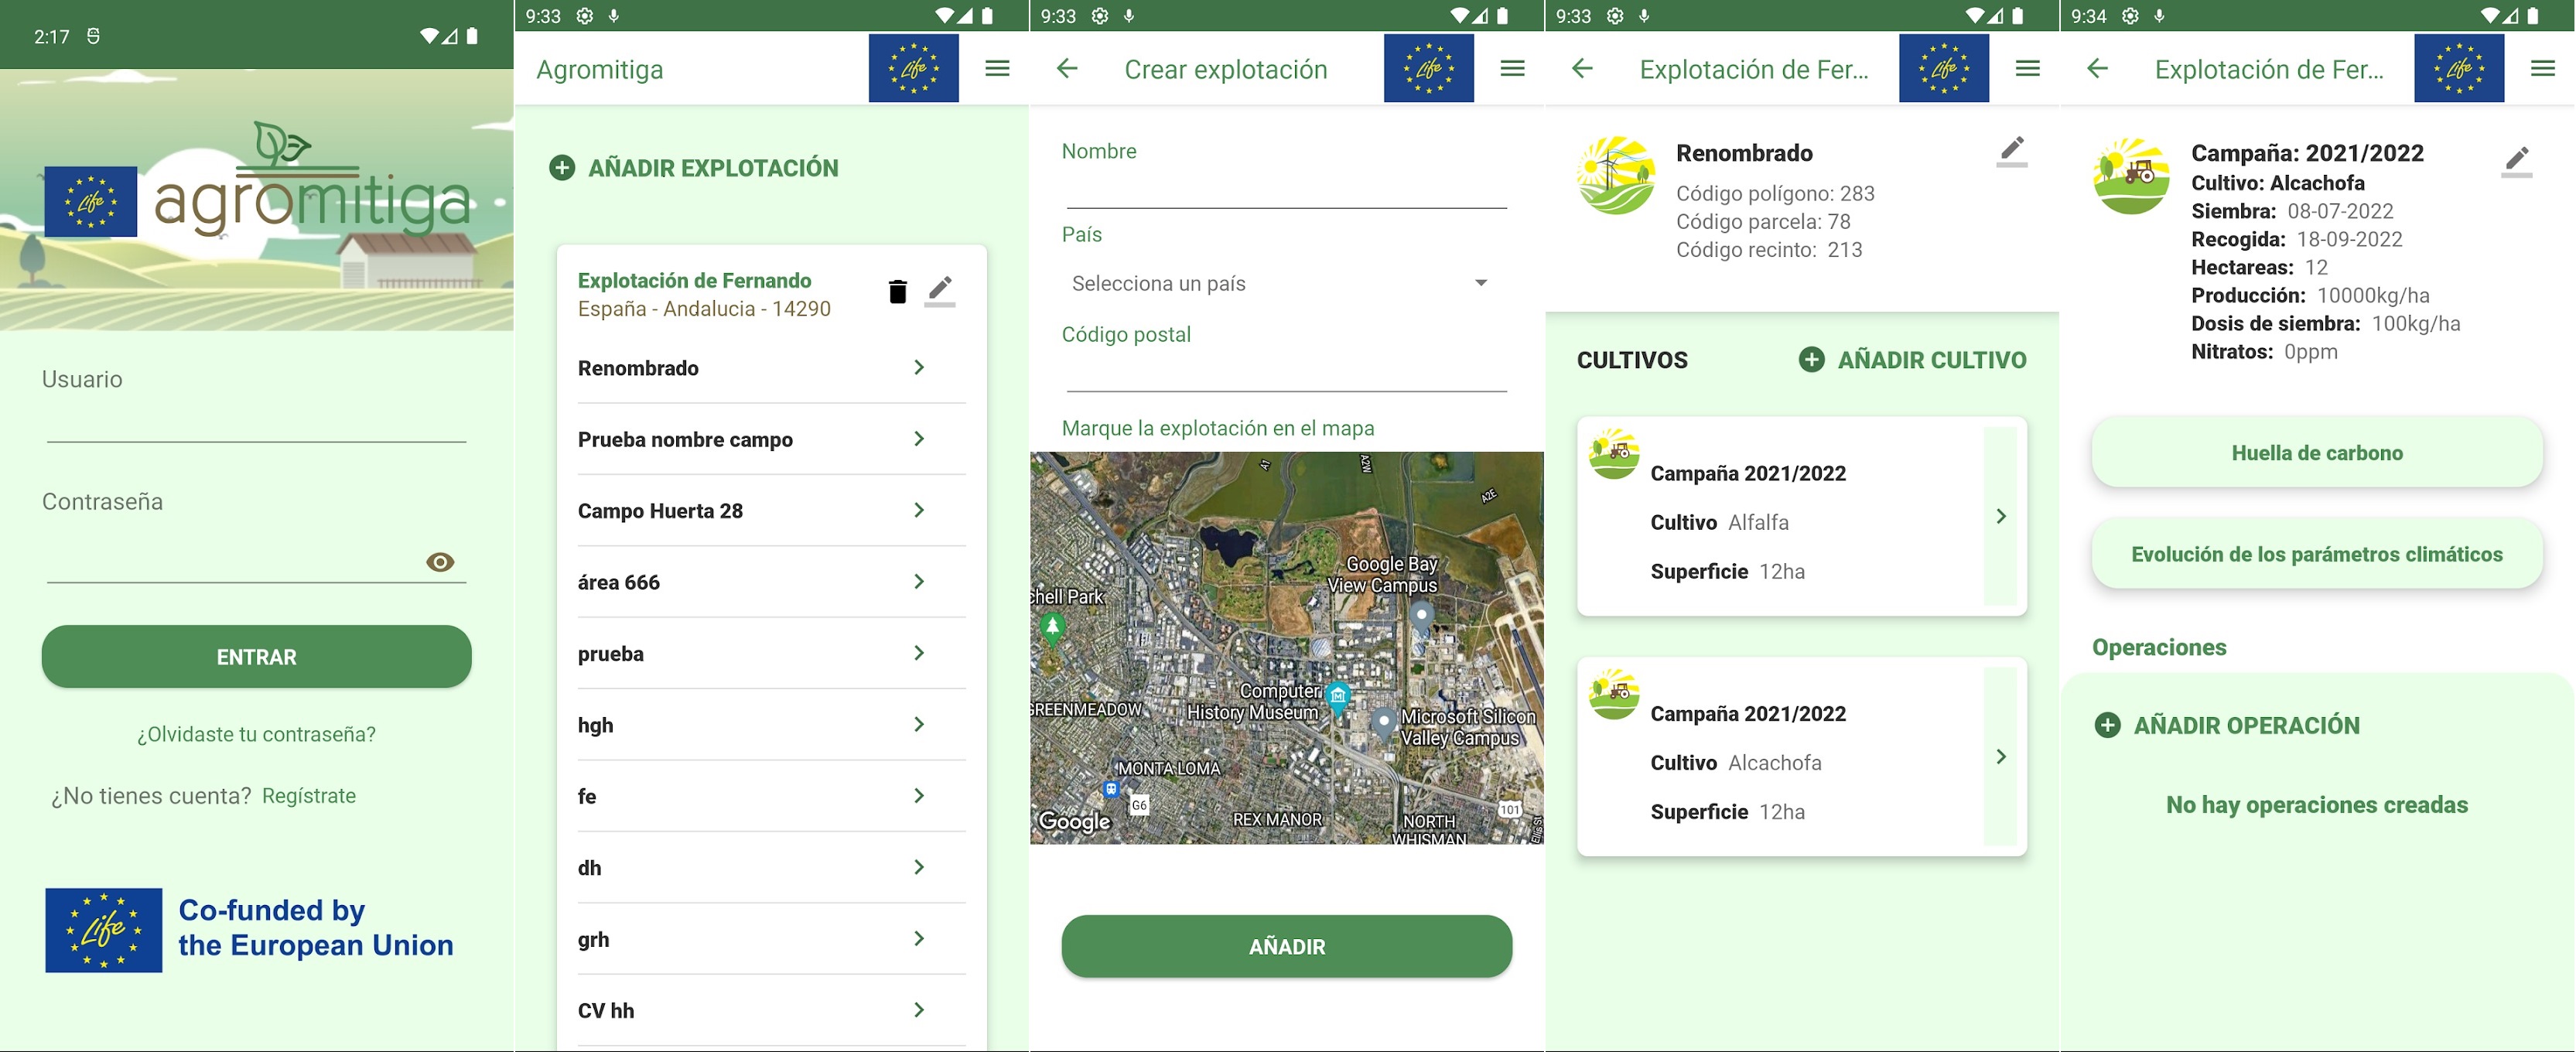 2:17
Life
agromitiga
Usuario
Contraseña
ENTRAR
¿Olvidaste tu contraseña?
¿No tienes cuenta? Regístrate
Life
Co-funded by
the European Union
9:33
Agromitiga
Life
AÑADIR EXPLOTACIÓN
Explotación de Fernando
España - Andalucia - 14290
Renombrado
Prueba nombre campo
Campo Huerta 28
área 666
prueba
hgh
fe
dh
grh
CV hh
9:33
Crear explotación
Life
Nombre
País
Selecciona un país
Código postal
Marque la explotación en el mapa
A1
A2W
A2E
Google Bay
View Campus
chell Park
Computer
History Museum
GREENMEADOW
Microsoft Silicon
Valley Campus
MONTA LOMA
G6
101
Google
REX MANOR
NORTH
WHISMAN
Ellis St
AÑADIR
9:33
Explotación de Fer...
Life
Renombrado
Código polígono: 283
Código parcela: 78
Código recinto: 213
CULTIVOS
AÑADIR CULTIVO
Campaña 2021/2022
Cultivo Alfalfa
Superficie 12ha
Campaña 2021/2022
Cultivo Alcachofa
Superficie 12ha
9:34
Explotación de Fer...
Life
Campaña: 2021/2022
Cultivo: Alcachofa
Siembra: 08-07-2022
Recogida: 18-09-2022
Hectareas: 12
Producción: 10000kg/ha
Dosis de siembra: 100kg/ha
Nitratos: 0ppm
Huella de carbono
Evolución de los parámetros climáticos
Operaciones
AÑADIR OPERACIÓN
No hay operaciones creadas